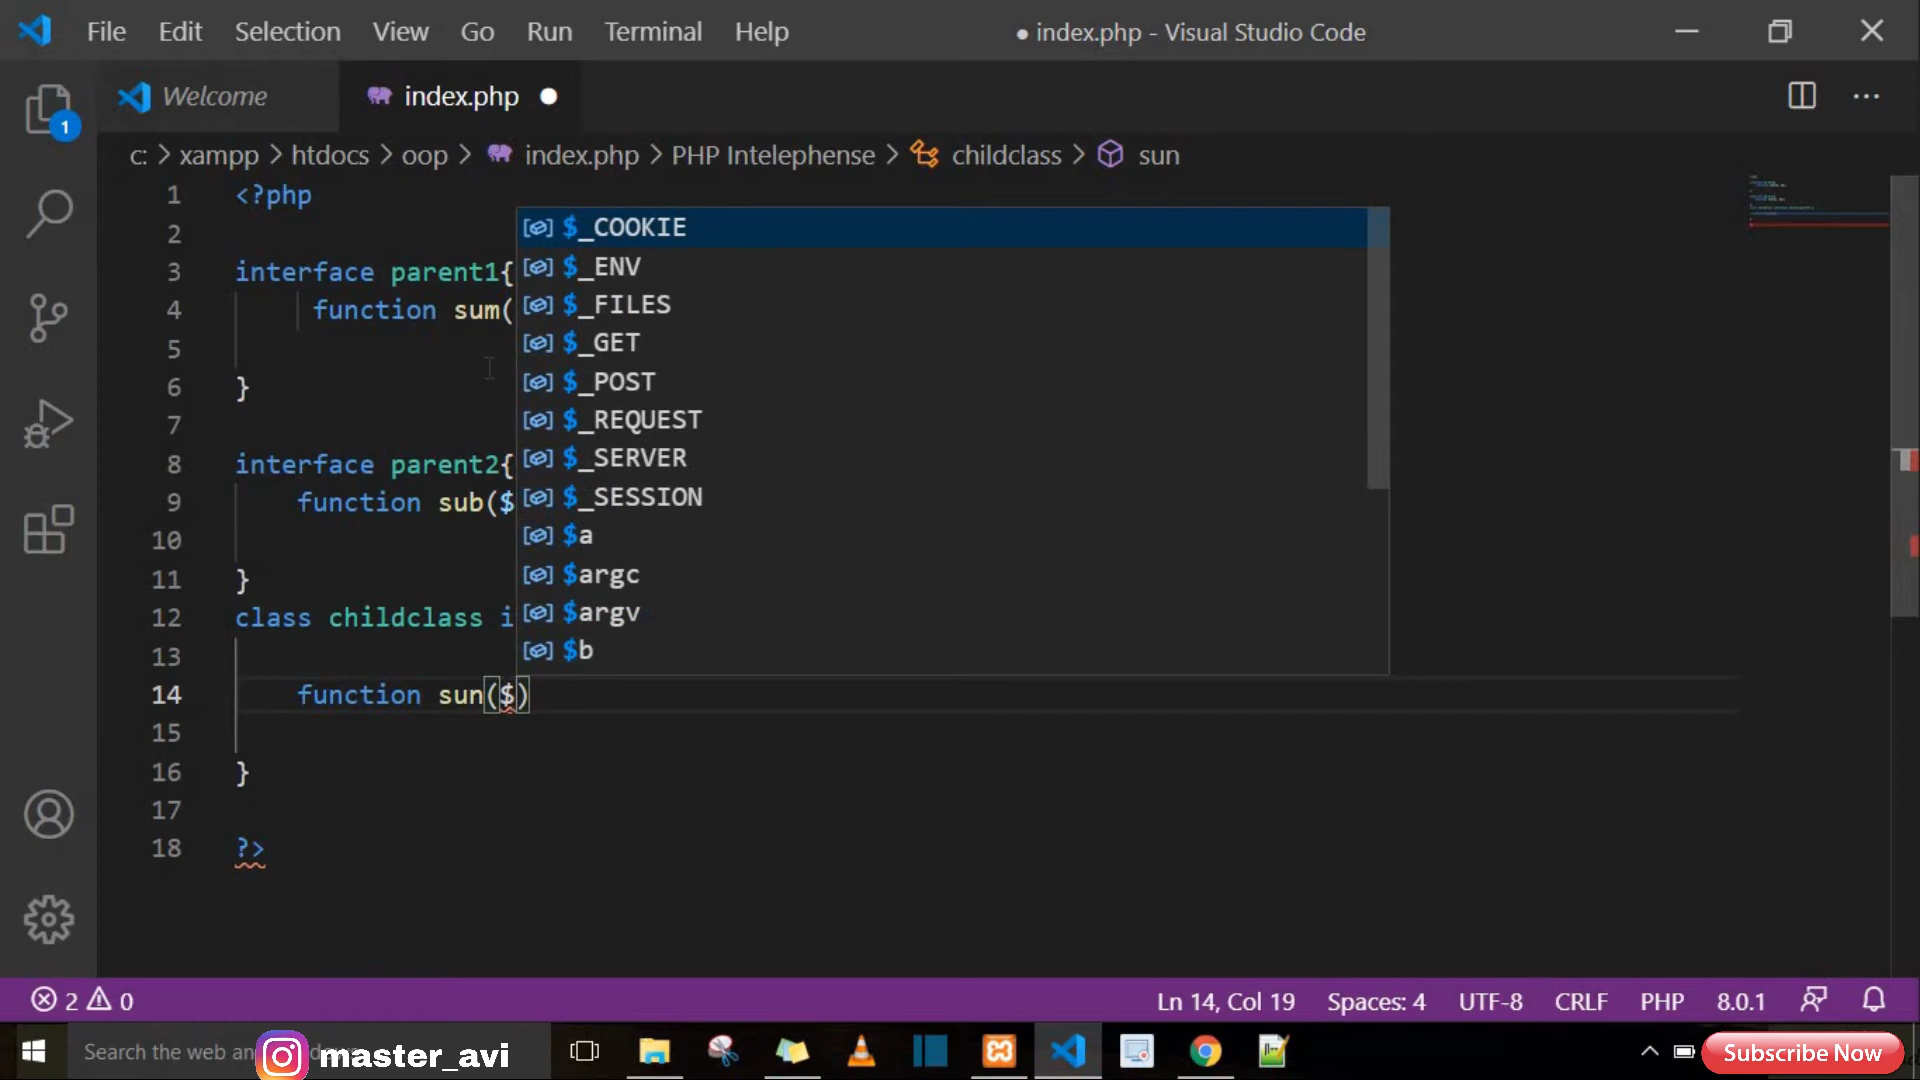 File Edit Selection View Go Run Terminal Help ● index.php - Visual Studio Code
Welcome index.php ●
1
c: > xampp > htdocs > oop > index.php > PHP Intelephense > childclass > sun
1 <?php
2
3 interface parent1{
4 function sum(
5
6 }
7
8 interface parent2{
9 function sub($
10
11 }
12 class childclass i
13
14 function sun($)
15
16 }
17
18 ?>
$_COOKIE
$_ENV
$_FILES
$_GET
$_POST
$_REQUEST
$_SERVER
$_SESSION
$a
$argc
$argv
$b
2 0 Ln 14, Col 19 Spaces: 4 UTF-8 CRLF PHP 8.0.1
Search the web an
master_avi
Subscribe Now